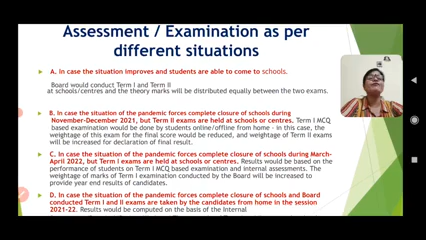 Assessment / Examination as per
different situations
A. In case the situation improves and students are able to come to schools.
Board would conduct Term I and Term II
at schools/centres and the theory marks will be distributed equally between the two exams.
B. In case the situation of the pandemic forces complete closure of schools during
November-December 2021, but Term II exams are held at schools or centres. Term I MCQ
based examination would be done by students online/offline from home - in this case, the
weightage of this exam for the final score would be reduced, and weightage of Term II exams
will be increased for declaration of final result.
C. In case the situation of the pandemic forces complete closure of schools during March-
April 2022, but Term I exams are held at schools or centres. Results would be based on the
performance of students on Term I MCQ based examination and internal assessments. The
weightage of marks of Term I examination conducted by the Board will be increased to
provide year end results of candidates.
D. In case the situation of the pandemic forces complete closure of schools and Board
conducted Term I and II exams are taken by the candidates from home in the session
2021-22. Results would be computed on the basis of the Internal